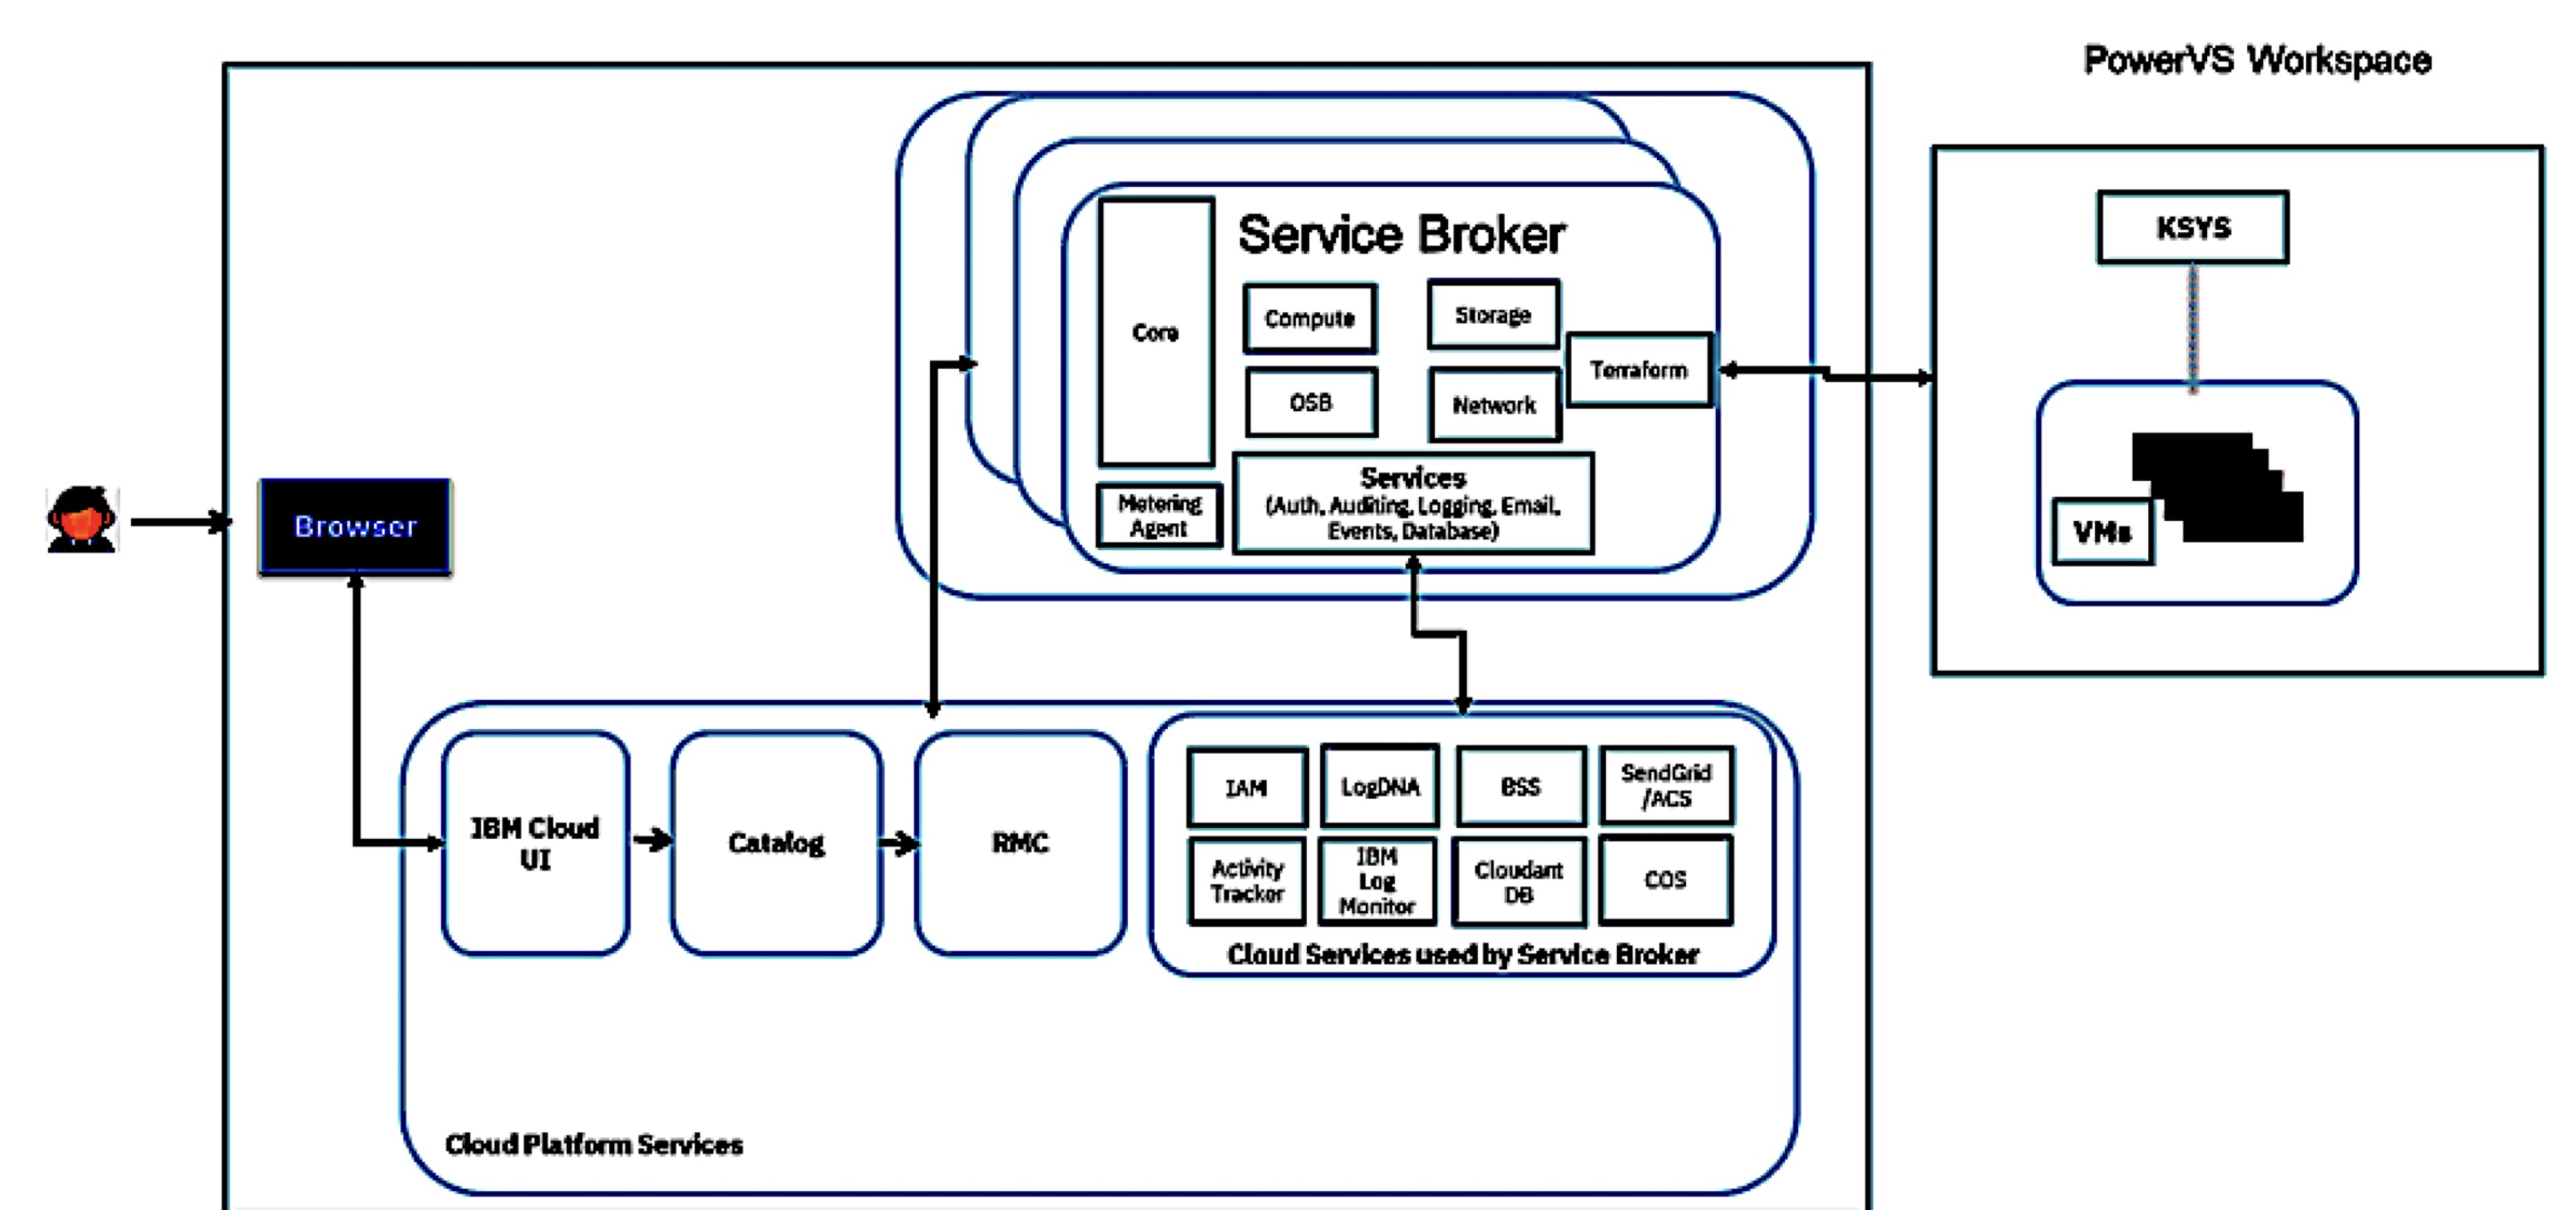 PowerVS Workspace
KSYS
VMs
Service Broker
Core
Compute
Storage
Terraform
OSB
Network
Metering
Agent
Services
(Auth, Auditing, Logging, Email,
Events, Database)
Browser
IBM Cloud
UI
Catalog
RMC
IAM
LogDNA
BSS
SendGrid
/ACS
Activity
Tracker
IBM
Log
Monitor
Cloudant
DB
COS
Cloud Services used by Service Broker
Cloud Platform Services